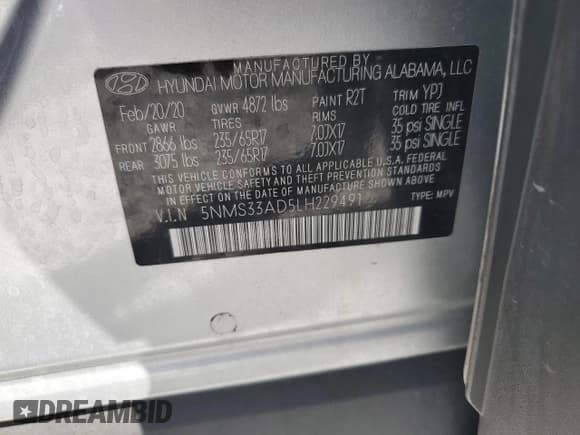 MANUFACTURED BY
HYUNDAI MOTOR MANUFACTURING ALABAMA, LLC
Feb/20/20 GVWR 4872 lbs PAINT R2T TRIM YPJ
GAWR TIRES RIMS COLD TIRE INFL
FRONT 2866 lbs 235/65R17 7.0JX17 35 psi SINGLE
REAR 3075 lbs 235/65R17 7.0JX17 35 psi SINGLE
THIS VEHICLE CONFORMS TO ALL APPLICABLE U.S.A. FEDERAL
MOTOR VEHICLE SAFETY, BUMPER, AND THEFT PREVENTION STANDARDS
IN EFFECT ON THE DATE OF MANUFACTURE SHOWN ABOVE.
V.I.N 5NMS33AD5LH229491 TYPE: MPV
DREAMBID